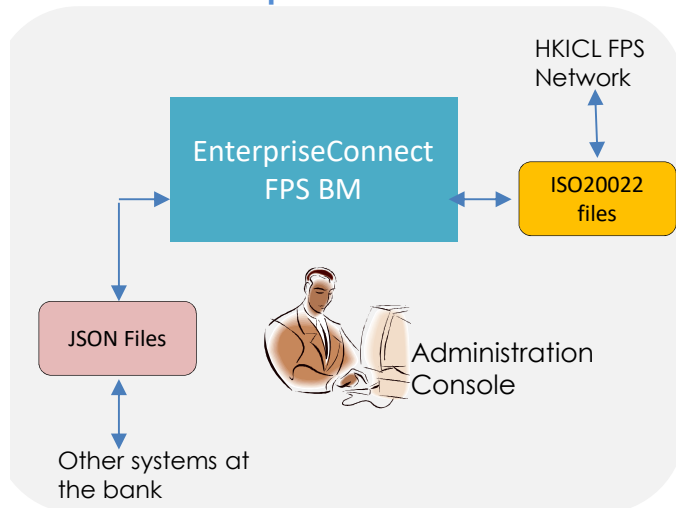 HKICL FPS
Network
EnterpriseConnect
FPS BM
ISO20022
files
JSON Files
Administration
Console
Other systems at
the bank